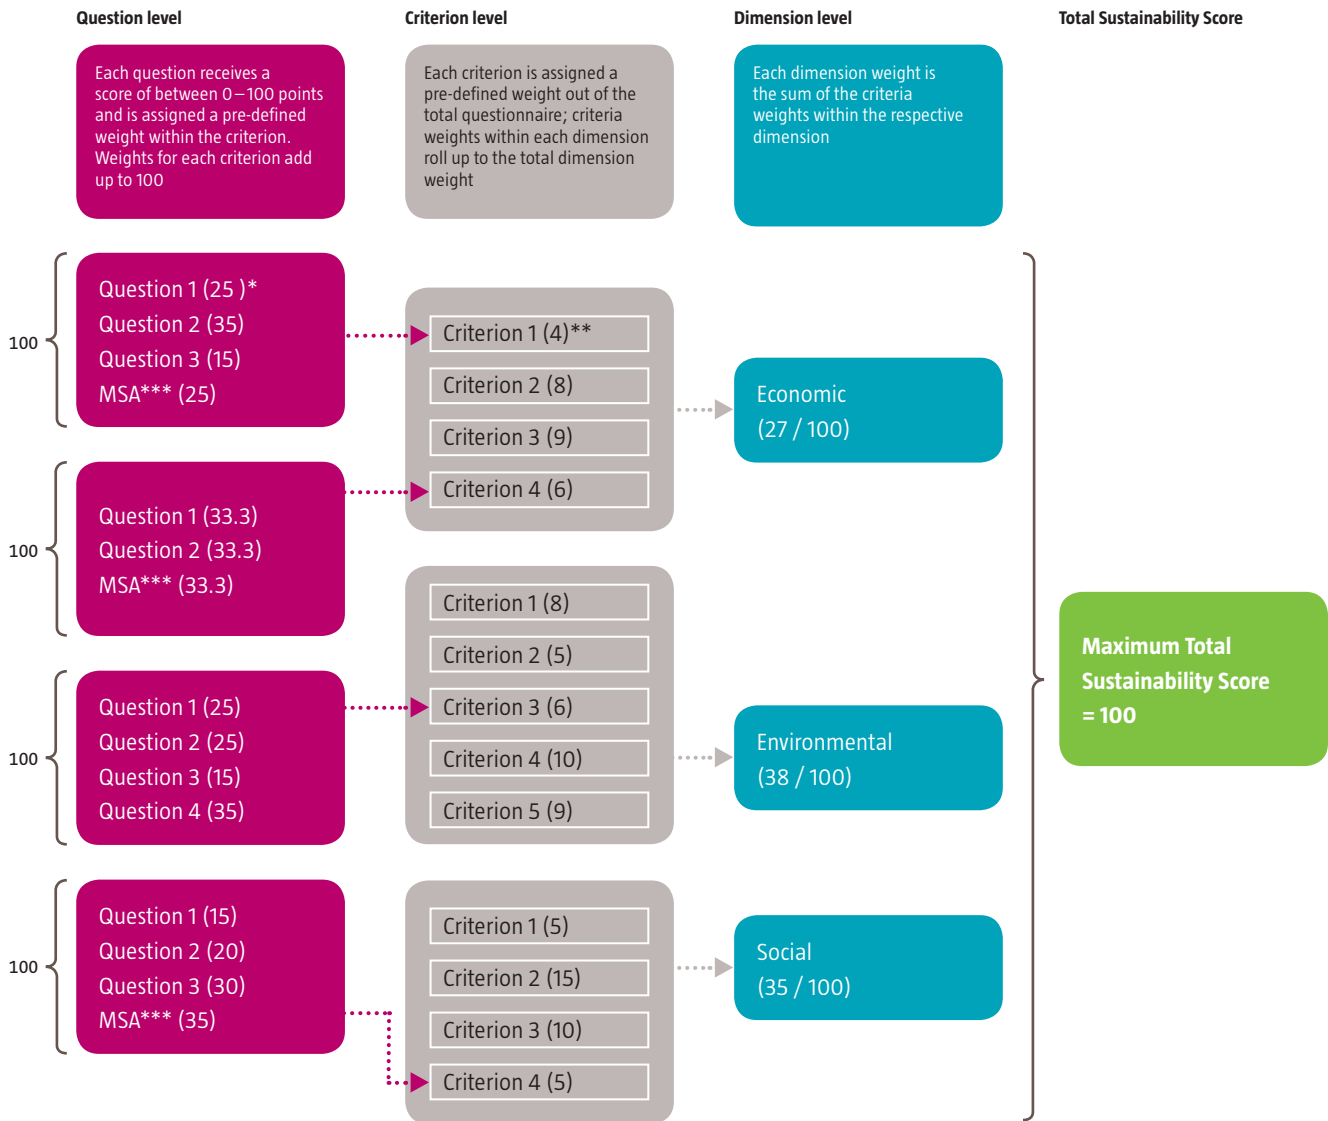 Question level
Criterion level
Dimension level
Total Sustainability Score
Each question receives a
score of between 0–100 points
and is assigned a pre-defined
weight within the criterion.
Weights for each criterion add
up to 100
Each criterion is assigned a
pre-defined weight out of the
total questionnaire; criteria
weights within each dimension
roll up to the total dimension
weight
Each dimension weight is
the sum of the criteria
weights within the respective
dimension
100
Question 1 (25 )*
Question 2 (35)
Question 3 (15)
MSA*** (25)
100
Question 1 (33.3)
Question 2 (33.3)
MSA*** (33.3)
100
Question 1 (25)
Question 2 (25)
Question 3 (15)
Question 4 (35)
100
Question 1 (15)
Question 2 (20)
Question 3 (30)
MSA*** (35)
Criterion 1 (4)**
Criterion 2 (8)
Criterion 3 (9)
Criterion 4 (6)
Criterion 1 (8)
Criterion 2 (5)
Criterion 3 (6)
Criterion 4 (10)
Criterion 5 (9)
Criterion 1 (5)
Criterion 2 (15)
Criterion 3 (10)
Criterion 4 (5)
Economic
(27 / 100)
Environmental
(38 / 100)
Social
(35 / 100)
Maximum Total
Sustainability Score
= 100